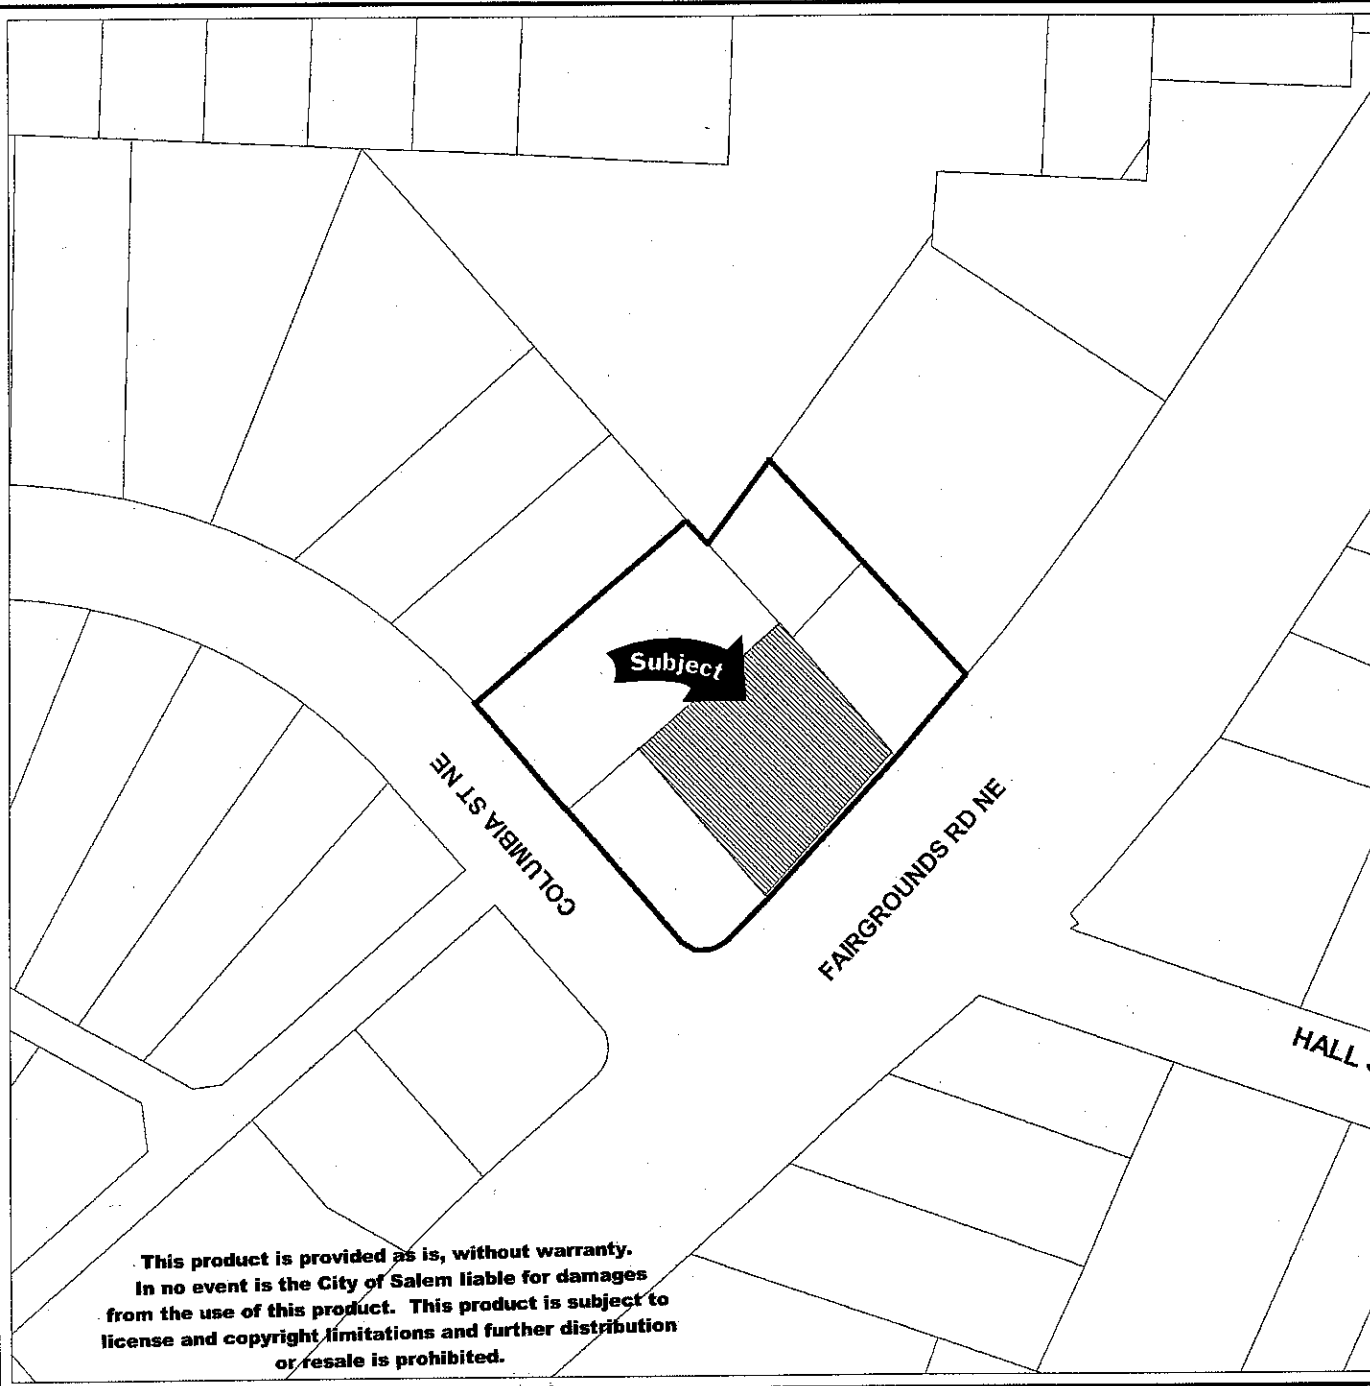 Subject
COLUMBIA ST NE
FAIRGROUNDS RD NE
HALL
This product is provided as is, without warranty.
In no event is the City of Salem liable for damages
from the use of this product. This product is subject to
license and copyright limitations and further distribution
or resale is prohibited.